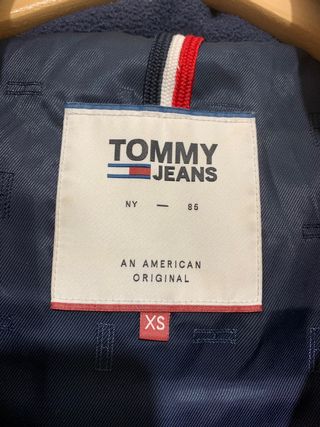 TOMMY
JEANS
NY — 85
AN AMERICAN
ORIGINAL
XS